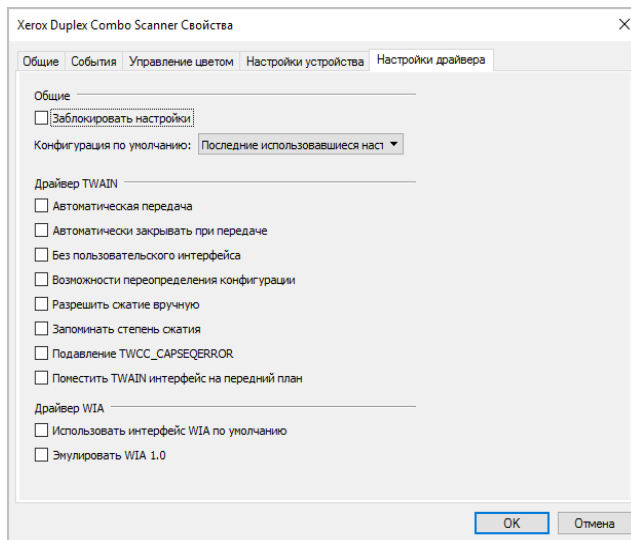 Xerox Duplex Combo Scanner Свойства
Общие События Управление цветом Настройки устройства Настройки драйвера
Общие
Заблокировать настройки
Конфигурация по умолчанию: Последние использовавшиеся наст
Драйвер TWAIN
Автоматическая передача
Автоматически закрывать при передаче
Без пользовательского интерфейса
Возможности переопределения конфигурации
Разрешить сжатие вручную
Запоминать степень сжатия
Подавление TWCC_CAPSEQERROR
Поместить TWAIN интерфейс на передний план
Драйвер WIA
Использовать интерфейс WIA по умолчанию
Эмулировать WIA 1.0
OK Отмена